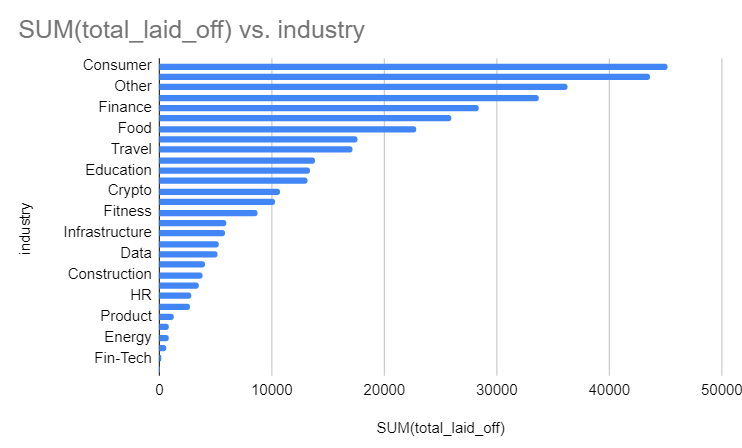 SUM(total_laid_off) vs. industry
Consumer
Other
Finance
Food
Travel
Education
Crypto
Fitness
Infrastructure
Data
Construction
HR
Product
Energy
Fin-Tech
industry
0 10000 20000 30000 40000 50000
SUM(total_laid_off)